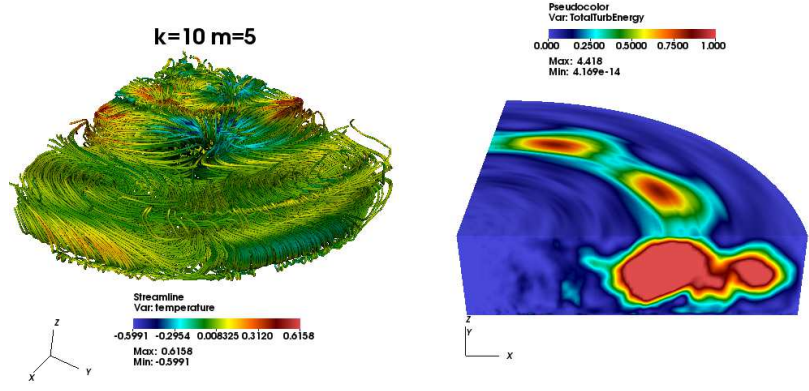 k=10 m=5
Streamline
Var: temperature
-0.5991 -0.2954 0.008325 0.3120 0.6158
Max: 0.6158
Min: -0.5991
Z
X
Y
Pseudocolor
Var: TotalTurbEnergy
0.000 0.2500 0.5000 0.7500 1.000
Max: 4.418
Min: 4.169e-14
Z
Y
X